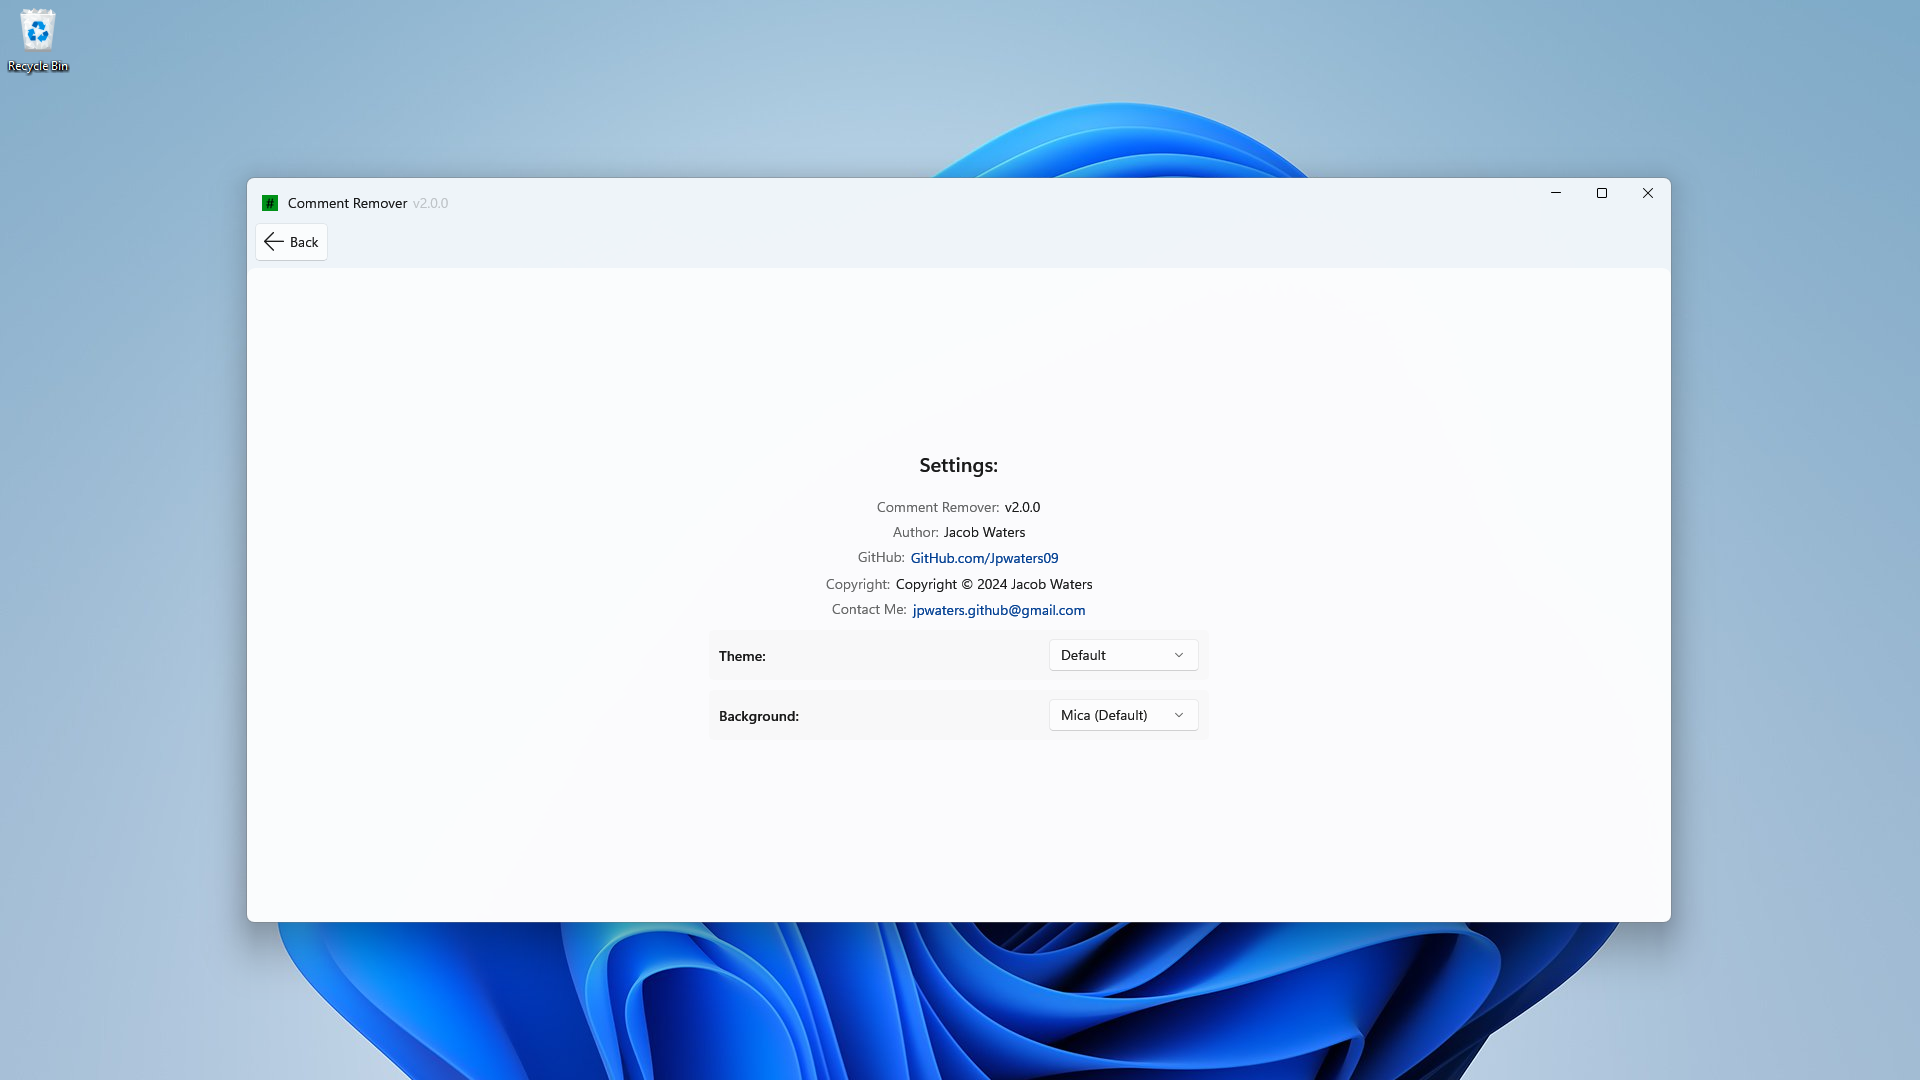 Recycle Bin
# Comment Remover v2.0.0
Back
Settings:
Comment Remover: v2.0.0
Author: Jacob Waters
GitHub: GitHub.com/Jpwaters09
Copyright: Copyright © 2024 Jacob Waters
Contact Me: jpwaters.github@gmail.com
Theme: Default
Background: Mica (Default)